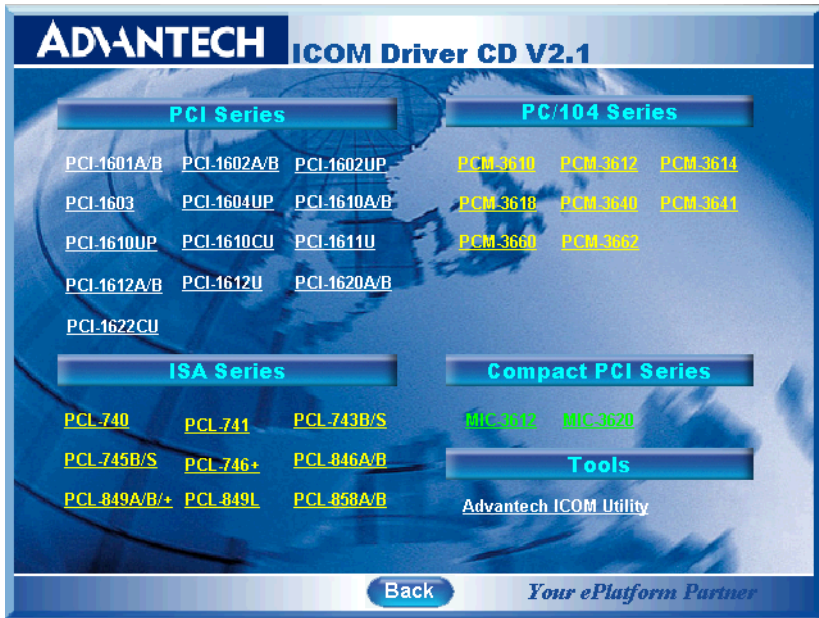 ADVANTECH ICOM Driver CD V2.1
PCI Series
PCI-1601A/B PCI-1602A/B PCI-1602UP
PCI-1603 PCI-1604UP PCI-1610A/B
PCI-1610UP PCI-1610CU PCI-1611U
PCI-1612A/B PCI-1612U PCI-1620A/B
PCI-1622CU
PC/104 Series
PCM-3610 PCM-3612 PCM-3614
PCM-3618 PCM-3640 PCM-3641
PCM-3660 PCM-3662
ISA Series
PCL-740 PCL-741 PCL-743B/S
PCL-745B/S PCL-746+ PCL-846A/B
PCL-849A/B/+ PCL-849L PCL-858A/B
Compact PCI Series
MIC-3612 MIC-3620
Tools
Advantech ICOM Utility
Back
Your ePlatform Partner